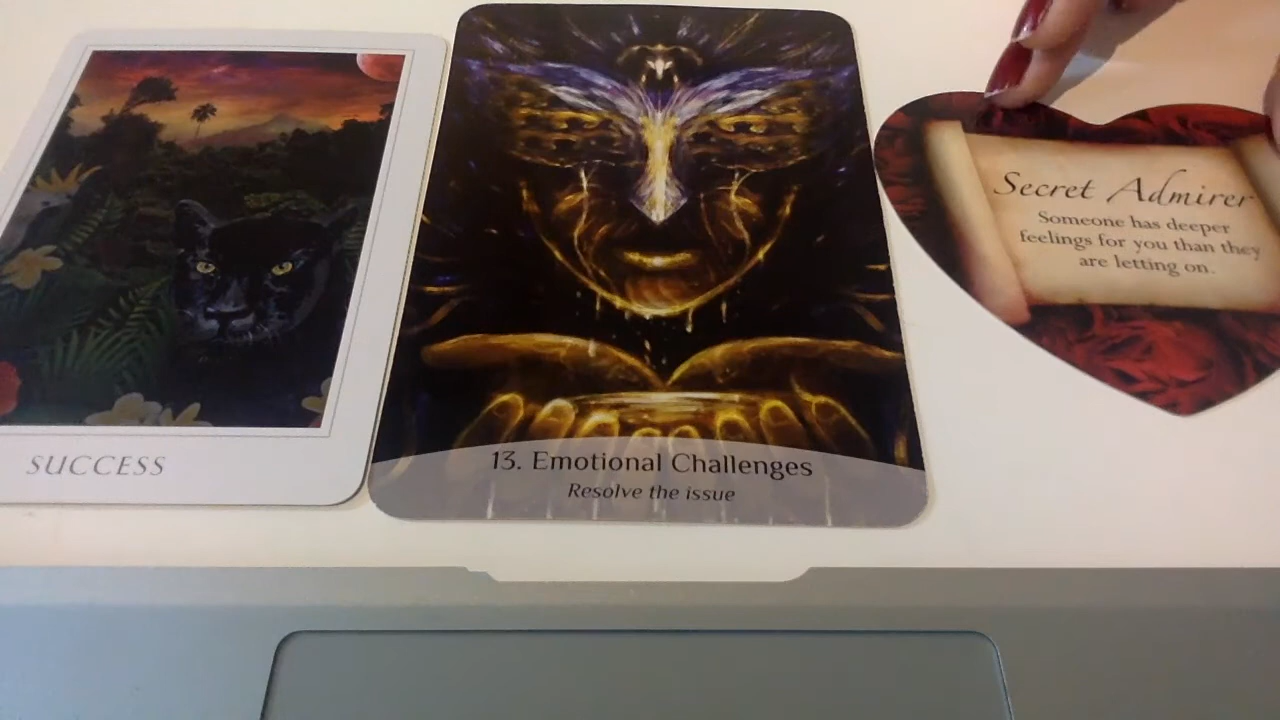 SUCCESS
13. Emotional Challenges
Resolve the issue
Secret Admirer
Someone has deeper
feelings for you than they
are letting on.